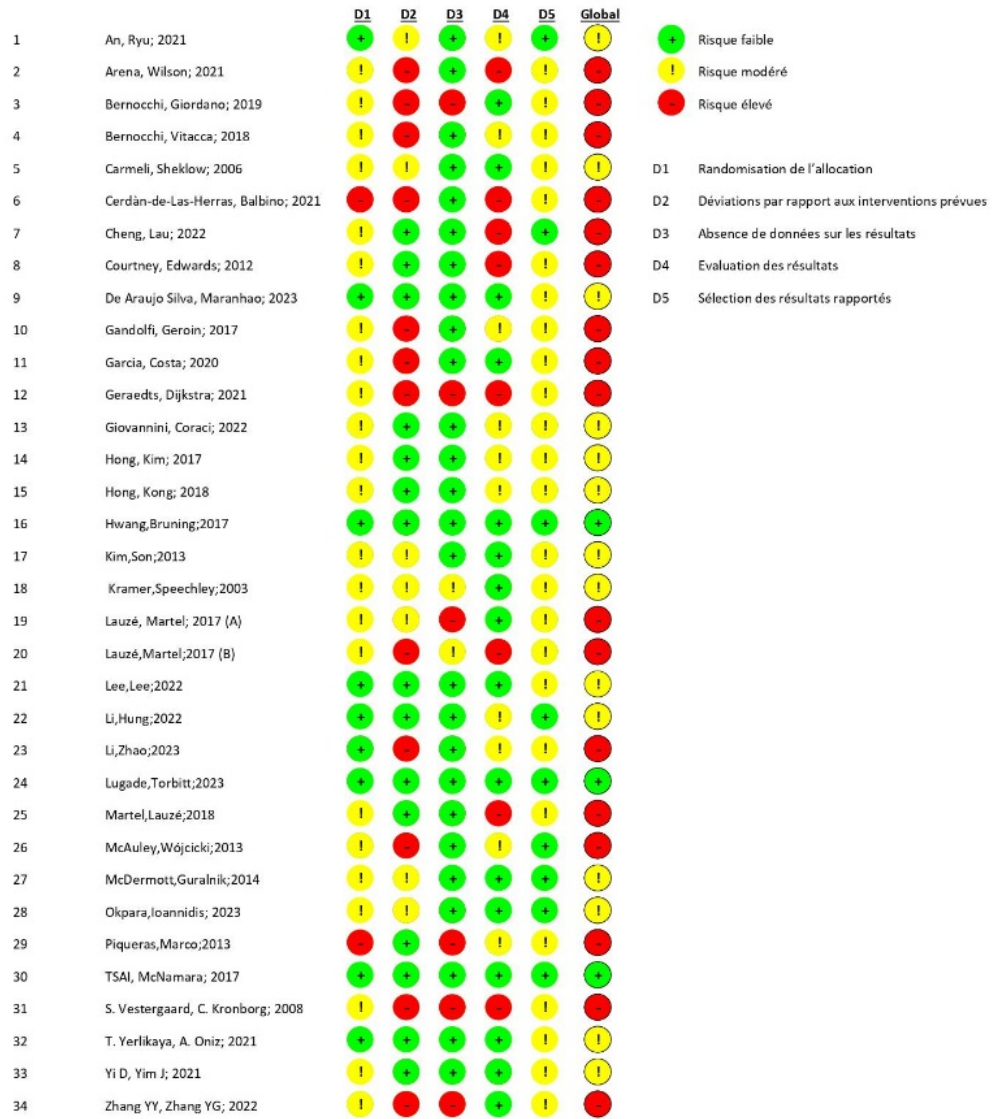 D1 D2 D3 D4 D5 Global
1 An, Ryu; 2021 + ! + ! + !
2 Arena, Wilson; 2021 ! - + - ! -
3 Bernocchi, Giordano; 2019 ! - - + ! -
4 Bernocchi, Vitacca; 2018 ! - + ! ! -
5 Carmeli, Sheklow; 2006 ! ! + + ! !
6 Cerdàn-de-Las-Herras, Balbino; 2021 - - + - ! -
7 Cheng, Lau; 2022 ! + + - + -
8 Courtney, Edwards; 2012 ! + + - ! -
9 De Araujo Silva, Maranhao; 2023 + + + + ! !
10 Gandolfi, Geroin; 2017 ! - + ! ! -
11 Garcia, Costa; 2020 ! - + + ! -
12 Geraedts, Dijkstra; 2021 ! - - - ! -
13 Giovannini, Coraci; 2022 ! + + ! ! !
14 Hong, Kim; 2017 ! + + ! ! !
15 Hong, Kong; 2018 ! + + ! ! !
16 Hwang,Bruning;2017 + + + + + +
17 Kim,Son;2013 ! ! + + ! !
18 Kramer,Speechley;2003 ! ! ! + ! !
19 Lauzé, Martel; 2017 (A) ! ! - + ! -
20 Lauzé,Martel;2017 (B) ! - ! - ! -
21 Lee,Lee;2022 + + + + ! !
22 Li,Hung;2022 + + + ! + !
23 Li,Zhao;2023 + - + ! ! -
24 Lugade,Torbitt;2023 + + + + + +
25 Martel,Lauzé;2018 ! + + - ! -
26 McAuley,Wójcicki;2013 ! - + ! + -
27 McDermott,Guralnik;2014 ! ! + + + !
28 Okpara,Ioannidis; 2023 ! ! + + + !
29 Piqueras,Marco;2013 - + - ! ! -
30 TSAI, McNamara; 2017 + + + + + +
31 S. Vestergaard, C. Kronborg; 2008 ! - - - ! -
32 T. Yerlikaya, A. Oniz; 2021 + + + + ! !
33 Yi D, Yim J; 2021 ! + + + ! !
34 Zhang YY, Zhang YG; 2022 ! - - + ! -
+ Risque faible
! Risque modéré
- Risque élevé
D1 Randomisation de l'allocation
D2 Déviations par rapport aux interventions prévues
D3 Absence de données sur les résultats
D4 Evaluation des résultats
D5 Sélection des résultats rapportés